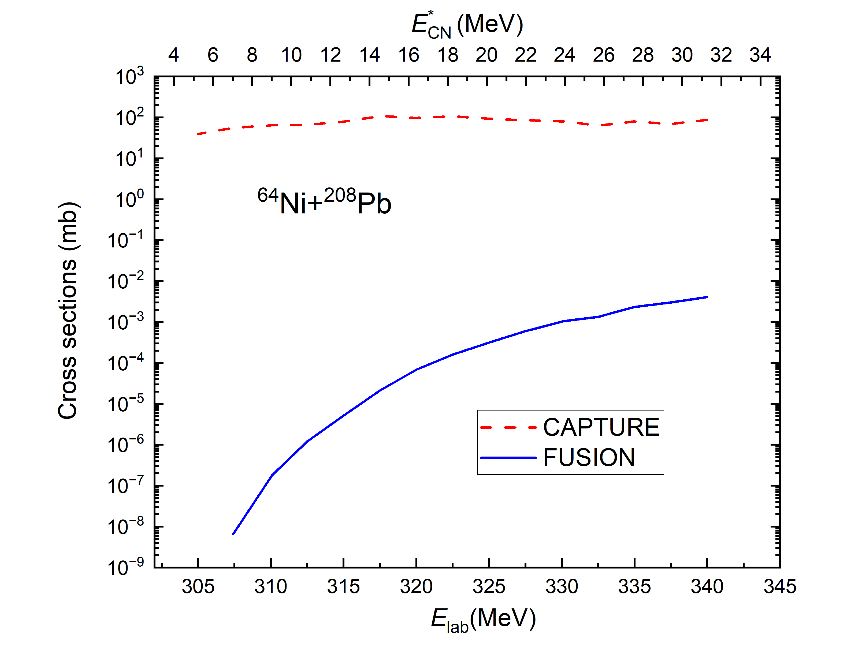 E*CN (MeV)
4 6 8 10 12 14 16 18 20 22 24 26 28 30 32 34
10³
10²
10¹
10⁰
10⁻¹
10⁻²
10⁻³
10⁻⁴
10⁻⁵
10⁻⁶
10⁻⁷
10⁻⁸
10⁻⁹
Cross sections (mb)
⁶⁴Ni+²⁰⁸Pb
CAPTURE
FUSION
305 310 315 320 325 330 335 340 345
Elab(MeV)